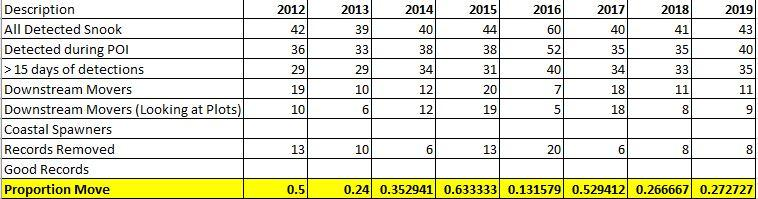 Description 2012 2013 2014 2015 2016 2017 2018 2019
All Detected Snook 42 39 40 44 60 40 41 43
Detected during POI 36 33 38 38 52 35 35 40
> 15 days of detections 29 29 34 31 40 34 33 35
Downstream Movers 19 10 12 20 7 18 11 11
Downstream Movers (Looking at Plots) 10 6 12 19 5 18 8 9
Coastal Spawners
Records Removed 13 10 6 13 20 6 8 8
Good Records
Proportion Move 0.5 0.24 0.352941 0.633333 0.131579 0.529412 0.266667 0.272727